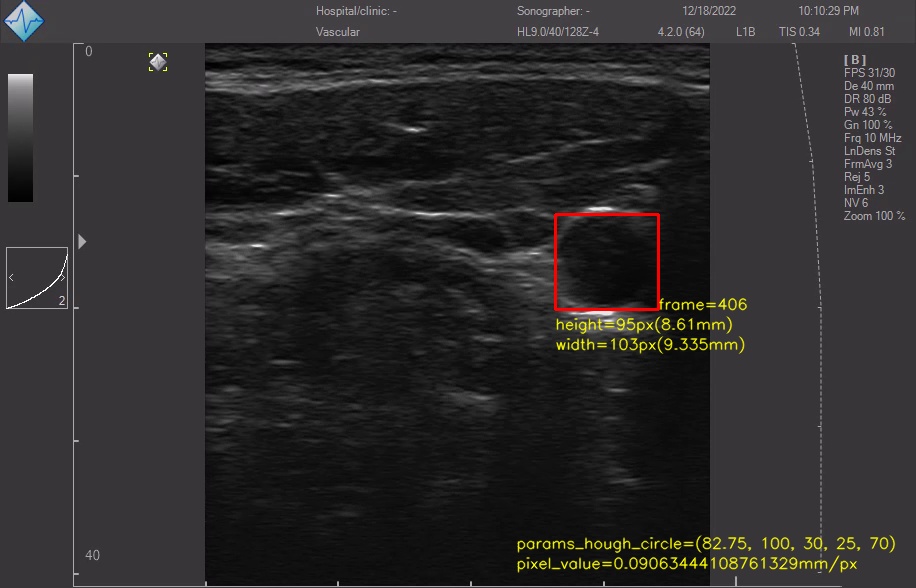 Hospital/clinic: - Sonographer: - 12/18/2022 10:10:29 PM
Vascular HL9.0/40/128Z-4 4.2.0 (64) L1B TIS 0.34 MI 0.81
0
[ B ]
FPS 31/30
De 40 mm
DR 80 dB
Pw 43 %
Gn 100 %
Frq 10 MHz
LnDens St
FrmAvg 3
Rej 5
ImEnh 3
NV 6
Zoom 100 %
2
frame=406
height=95px(8.61mm)
width=103px(9.335mm)
params_hough_circle=(82.75, 100, 30, 25, 70)
40
pixel_value=0.09063444108761329mm/px